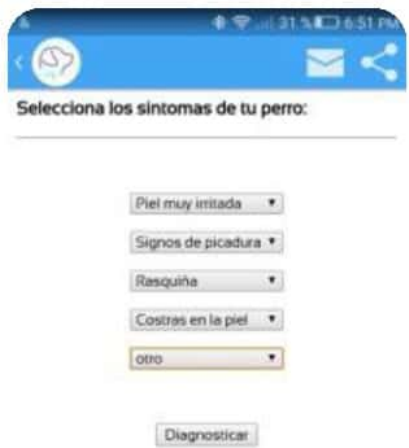 31 % 6:51 PM
Selecciona los sintomas de tu perro:
Piel muy irritada
Signos de picadura
Rasquiña
Costras en la piel
otro
Diagnosticar